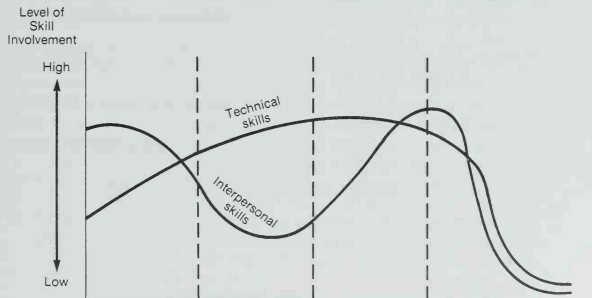 Level of
Skill
Involvement
High
Technical
skills
Interpersonal
skills
Low